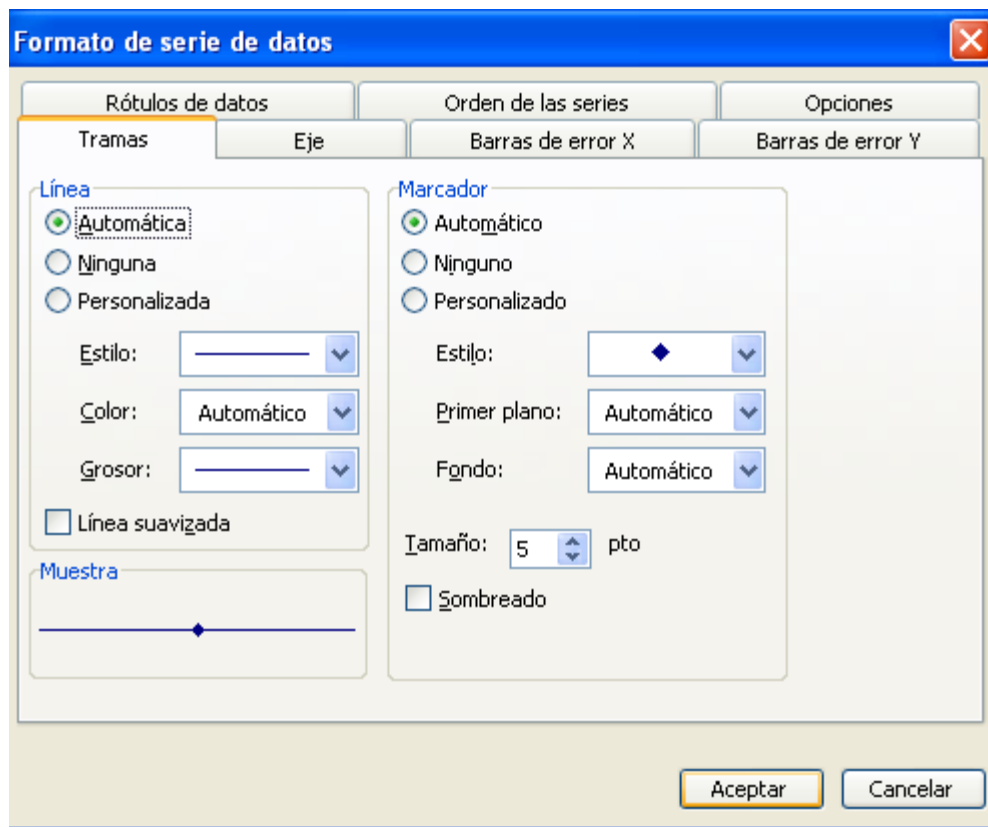 Formato de serie de datos
Rótulos de datos
Orden de las series
Opciones
Tramas
Eje
Barras de error X
Barras de error Y
Línea
Automática
Ninguna
Personalizada
Estilo:
Color:
Automático
Grosor:
Línea suavizada
Muestra
Marcador
Automático
Ninguno
Personalizado
Estilo:
Primer plano:
Automático
Fondo:
Automático
Tamaño:
5
pto
Sombreado
Aceptar
Cancelar